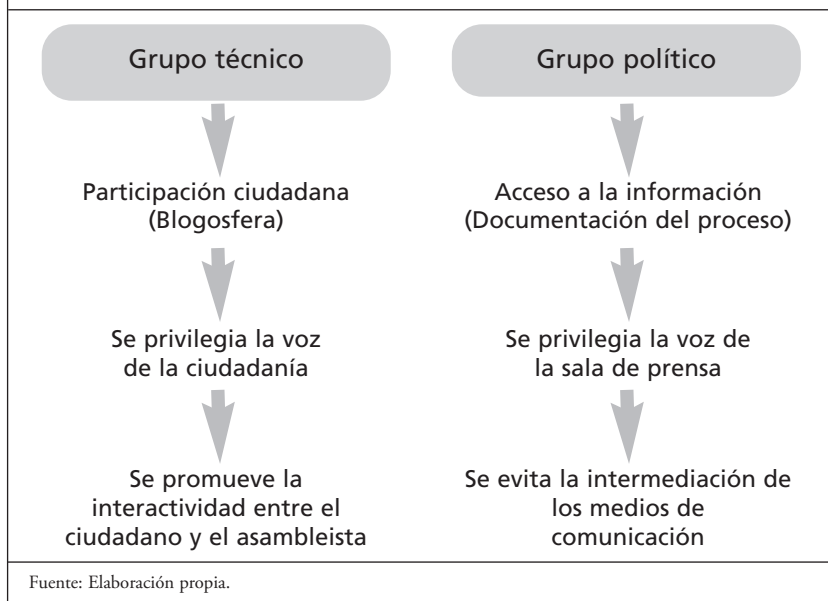 Grupo técnico
Participación ciudadana
(Blogosfera)
Se privilegia la voz
de la ciudadanía
Se promueve la
interactividad entre el
ciudadano y el asambleista
Grupo político
Acceso a la información
(Documentación del proceso)
Se privilegia la voz de
la sala de prensa
Se evita la intermediación de
los medios de
comunicación
Fuente: Elaboración propia.